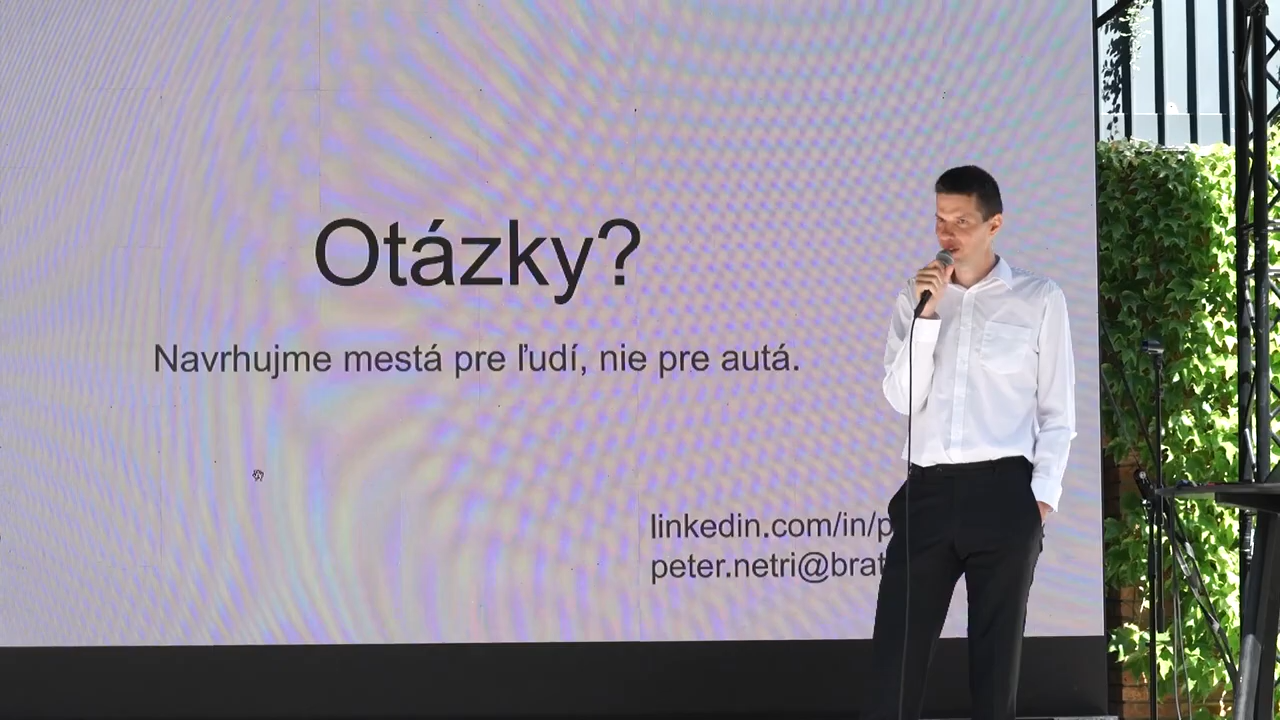 Otázky?
Navrhujme mestá pre ľudí, nie pre autá.
linkedin.com/in/p
peter.netri@brat